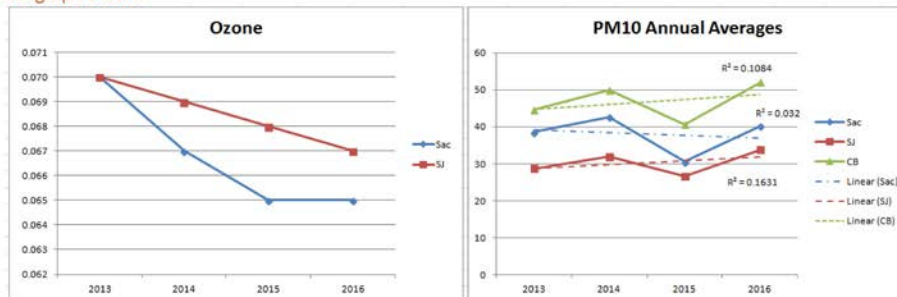 Ozone
0.071
0.070
0.069
0.068
0.067
0.066
0.065
0.064
0.063
0.062
2013 2014 2015 2016
Sac
SJ
PM10 Annual Averages
60
50
40
30
20
10
0
2013 2014 2015 2016
R² = 0.1084
R² = 0.032
R² = 0.1631
Sac
SJ
CB
Linear (Sac)
Linear (SJ)
Linear (CB)